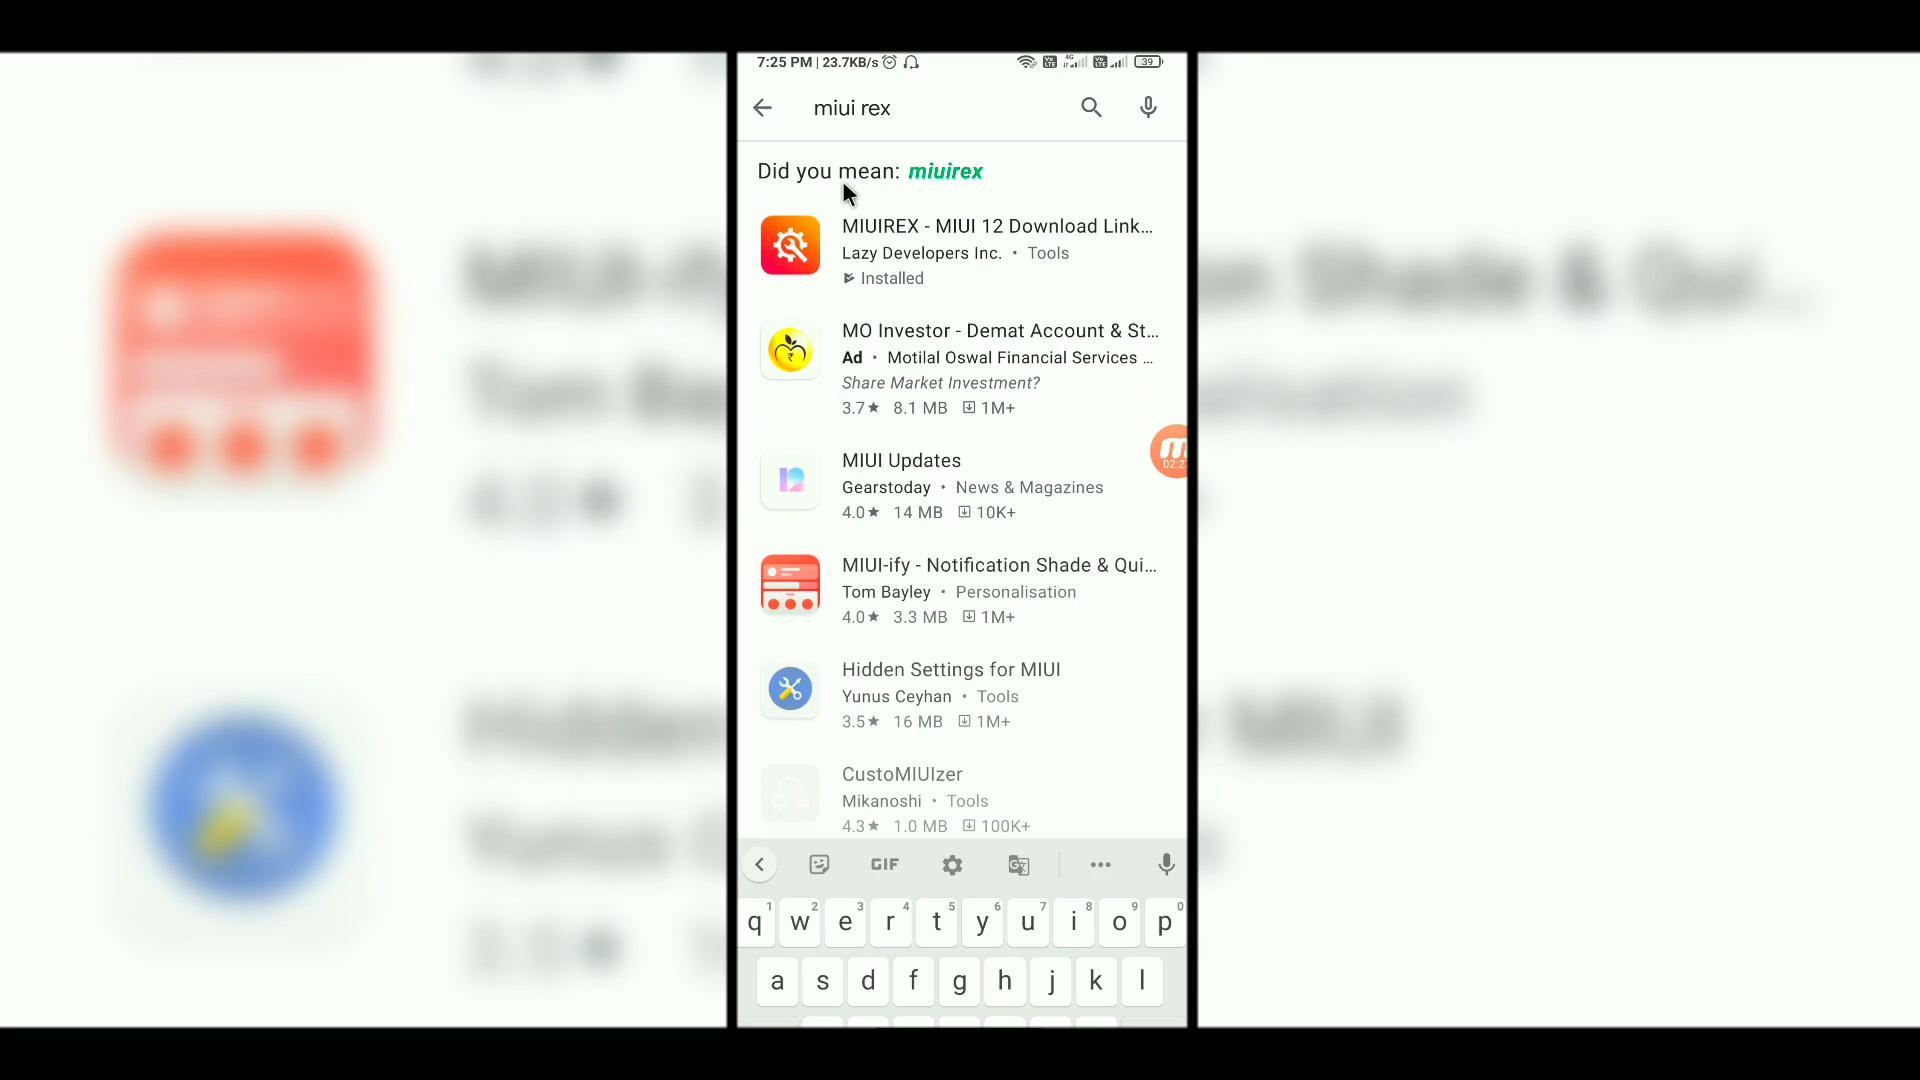 7:25 PM | 23.7KB/s 39
miui rex
Did you mean: miuirex
MIUIREX - MIUI 12 Download Link...
Lazy Developers Inc. • Tools
Installed
MO Investor - Demat Account & St...
Ad • Motilal Oswal Financial Services ...
Share Market Investment?
3.7★ 8.1 MB 1M+
02:2
MIUI Updates
Gearstoday • News & Magazines
4.0★ 14 MB 10K+
MIUI-ify - Notification Shade & Qui...
Tom Bayley • Personalisation
4.0★ 3.3 MB 1M+
Hidden Settings for MIUI
Yunus Ceyhan • Tools
3.5★ 16 MB 1M+
CustoMIUIzer
Mikanoshi • Tools
4.3★ 1.0 MB 100K+
GIF
1 2 3 4 5 6 7 8 9 0
q w e r t y u i o p
a s d f g h j k l